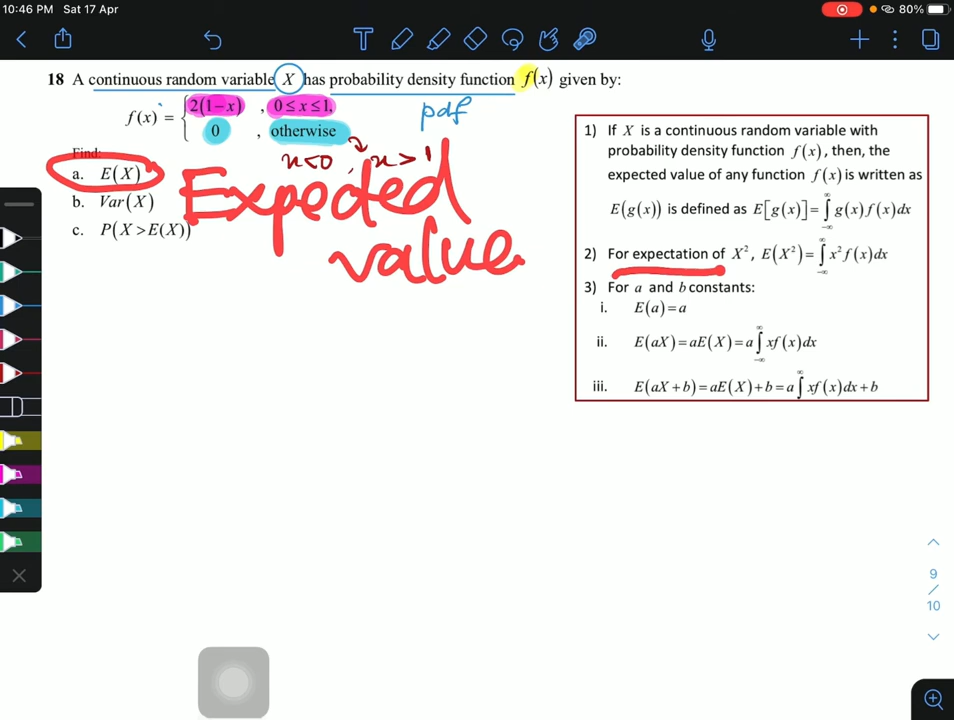 10:46 PM Sat 17 Apr
80%
18 A continuous random variable X has probability density function f(x) given by:
f(x) = { 2(1−x) , 0 ≤ x ≤ 1,
0 , otherwise
pdf
x<0 , x>1
Find:
a. E(X)
b. Var(X)
c. P(X > E(X))
Expected
value
1) If X is a continuous random variable with
probability density function f(x), then, the
expected value of any function f(x) is written as
E(g(x)) is defined as E[g(x)] = ∫_{−∞}^{∞} g(x)f(x)dx
2) For expectation of X², E(X²) = ∫_{−∞}^{∞} x² f(x)dx
3) For a and b constants:
i. E(a) = a
ii. E(aX) = aE(X) = a ∫_{−∞}^{∞} xf(x)dx
iii. E(aX + b) = aE(X) + b = a ∫^{∞} xf(x)dx + b
9
/
10